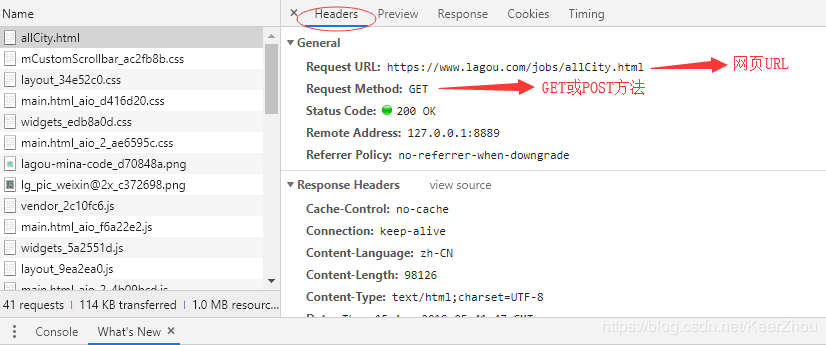 Name
allCity.html
mCustomScrollbar_ac2fb8b.css
layout_34e52c0.css
main.html_aio_d416d20.css
widgets_edb8a0d.css
main.html_aio_2_ae6595c.css
lagou-mina-code_d70848a.png
lg_pic_weixin@2x_c372698.png
vendor_2c10fc6.js
main.html_aio_f6a22e2.js
widgets_5a2551d.js
layout_9ea2ea0.js
main.html_aio_2_4b09bcd.js
41 requests | 114 KB transferred | 1.0 MB resourc...
× Headers Preview Response Cookies Timing
General
Request URL: https://www.lagou.com/jobs/allCity.html 网页URL
Request Method: GET GET或POST方法
Status Code: 200 OK
Remote Address: 127.0.0.1:8889
Referrer Policy: no-referrer-when-downgrade
Response Headers view source
Cache-Control: no-cache
Connection: keep-alive
Content-Language: zh-CN
Content-Length: 98126
Content-Type: text/html;charset=UTF-8
Console What's New ×
https://blog.csdn.net/KeerZhou